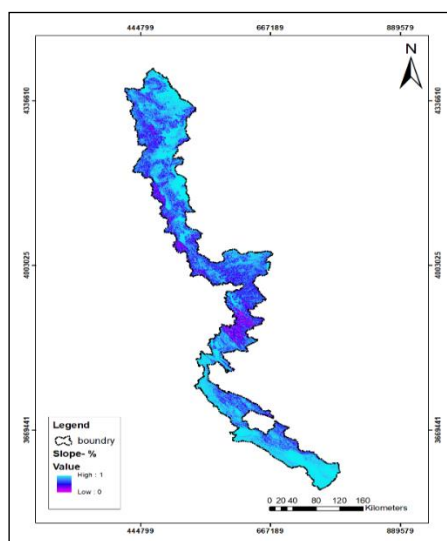 444799 667189 889579
N
4336610
4003025
3669441
Legend
boundry
Slope- %
Value
High : 1
Low : 0
0 20 40 80 120 160
Kilometers
444799 667189 889579
4336610
4003025
3669441